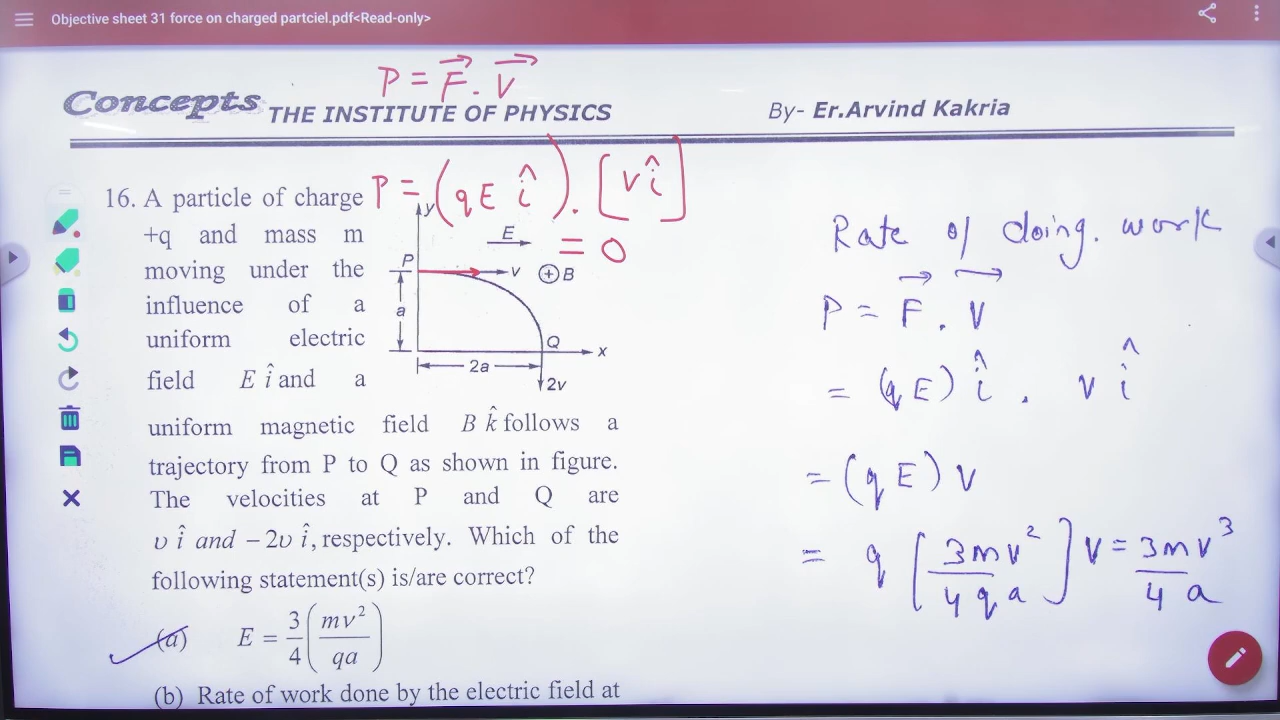 Objective sheet 31 force on charged partciel.pdf<Read-only>
P = F . V
Concepts THE INSTITUTE OF PHYSICS
By- Er.Arvind Kakria
16. A particle of charge
+q and mass m
moving under the
influence of a
uniform electric
field E î and a
uniform magnetic field B k̂ follows a
trajectory from P to Q as shown in figure.
The velocities at P and Q are
υ î and − 2υ î, respectively. Which of the
following statement(s) is/are correct?
(a) E = 3/4 (mv²/qa)
(b) Rate of work done by the electric field at
P = (qE î) . [v î]
= 0
y
E
P
v
⊕B
a
Q
x
2a
2v
Rate of doing. work
P = F . V
= (qE) î . v î
= (qE) v
= q [3mv²/4qa] v = 3mv³/4a